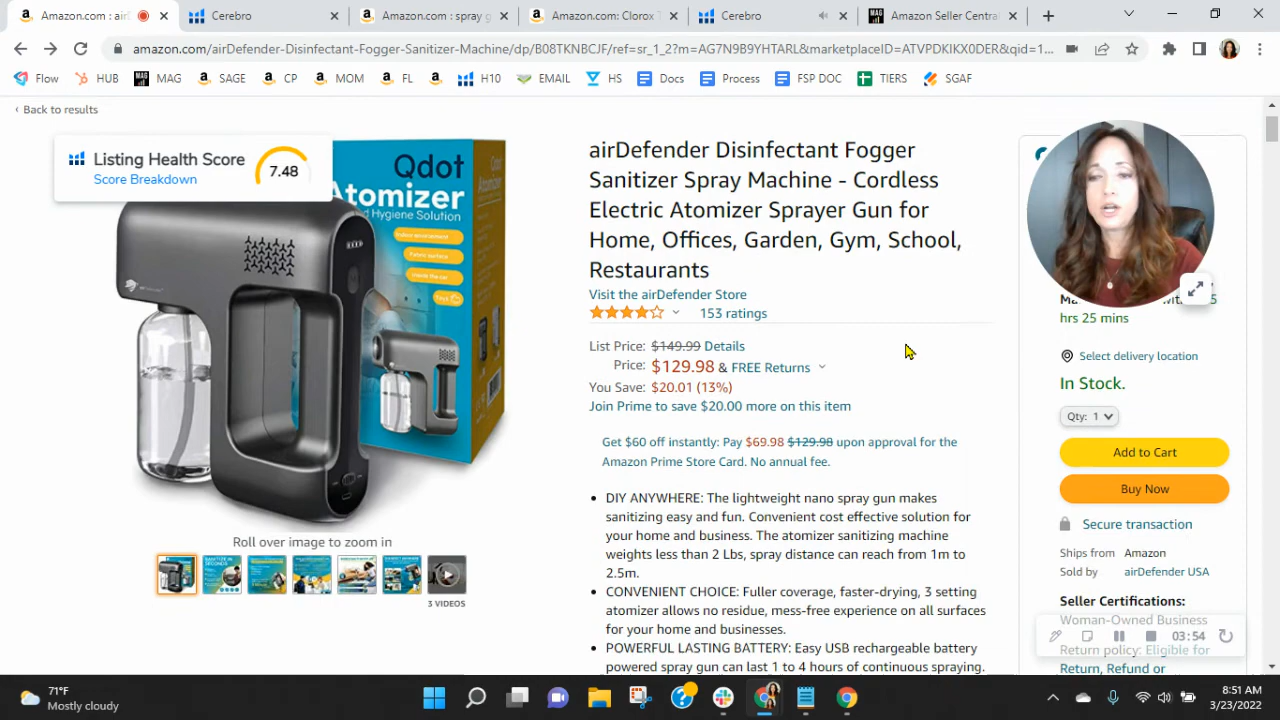 Amazon.com: air
Cerebro
Amazon.com : spray g
Amazon.com: Clorox T
Cerebro
Amazon Seller Centra
amazon.com/airDefender-Disinfectant-Fogger-Sanitizer-Machine/dp/B08TKNBCJF/ref=sr_1_2?m=AG7N9B9YHTARL&marketplaceID=ATVPDKIKX0DER&qid=1...
Flow
HUB
MAG
SAGE
CP
MOM
FL
H10
EMAIL
HS
Docs
Process
FSP DOC
TIERS
SGAF
‹ Back to results
Listing Health Score
Score Breakdown
7.48
Qdot
Atomizer
nd Hygiene Solution
Fabric surface
Inside the car
airDefender Disinfectant Fogger
Sanitizer Spray Machine - Cordless
Electric Atomizer Sprayer Gun for
Home, Offices, Garden, Gym, School,
Restaurants
Visit the airDefender Store
153 ratings
List Price: $149.99 Details
Price: $129.98 & FREE Returns
You Save: $20.01 (13%)
Join Prime to save $20.00 more on this item
Get $60 off instantly: Pay $69.98 $129.98 upon approval for the
Amazon Prime Store Card. No annual fee.
• DIY ANYWHERE: The lightweight nano spray gun makes
sanitizing easy and fun. Convenient cost effective solution for
your home and business. The atomizer sanitizing machine
weights less than 2 Lbs, spray distance can reach from 1m to
2.5m.
• CONVENIENT CHOICE: Fuller coverage, faster-drying, 3 setting
atomizer allows no residue, mess-free experience on all surfaces
for your home and businesses.
• POWERFUL LASTING BATTERY: Easy USB rechargeable battery
powered spray gun can last 1 to 4 hours of continuous spraying.
Roll over image to zoom in
3 VIDEOS
5
hrs 25 mins
Select delivery location
In Stock.
Qty: 1
Add to Cart
Buy Now
Secure transaction
Ships from Amazon
Sold by airDefender USA
Seller Certifications:
Woman-Owned Business
03:54
Return policy: Eligible for
Return, Refund or
71°F
Mostly cloudy
8:51 AM
3/23/2022